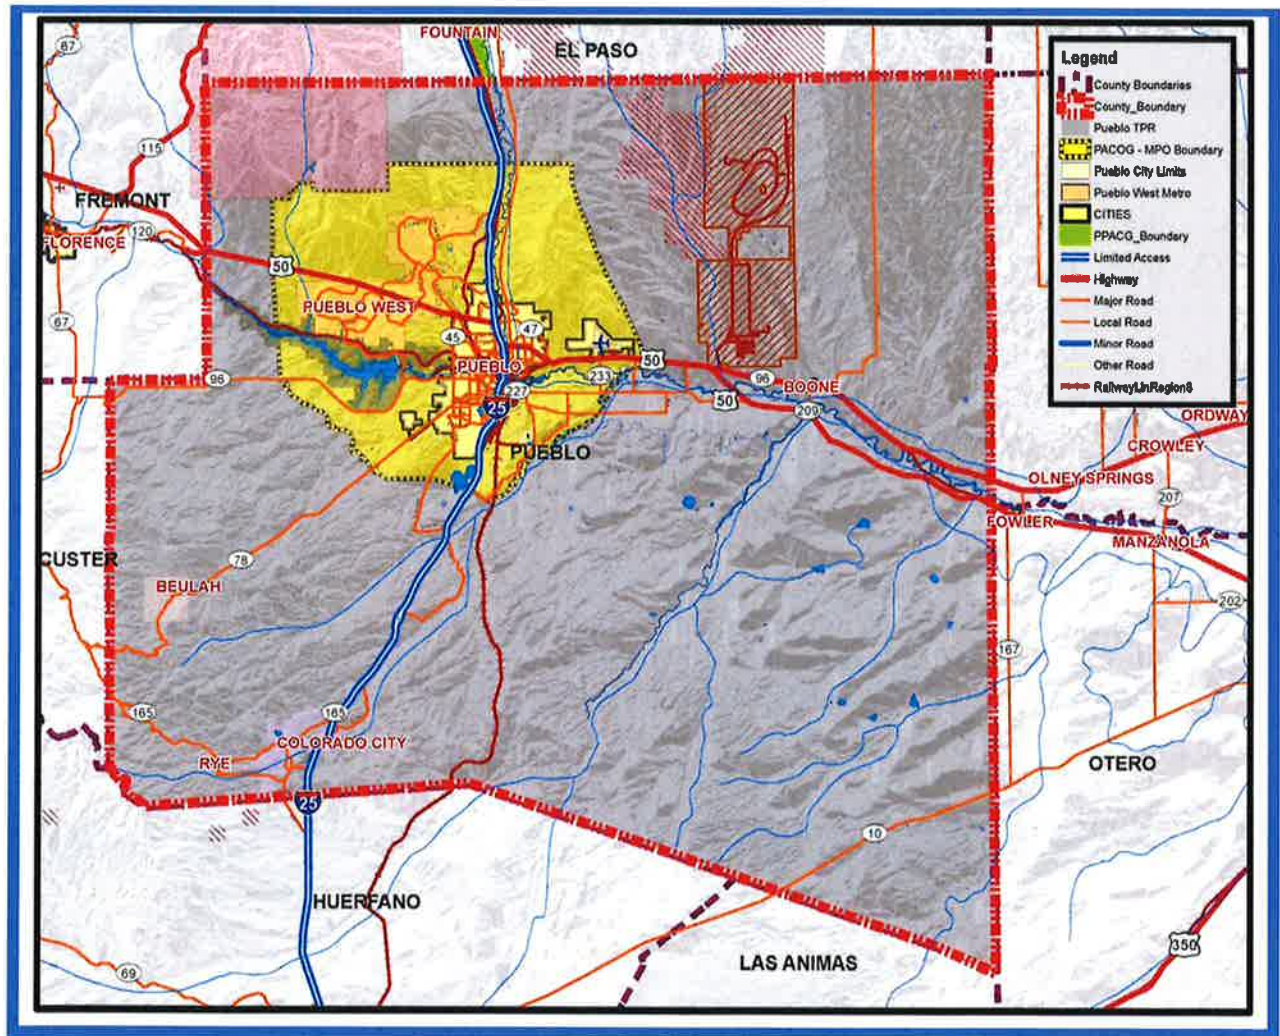 FOUNTAIN
EL PASO
67
115
FREMONT
FLORENCE
120
50
PUEBLO WEST
45
47
67
PUEBLO
50
96
227
233
96
BOONE
50
25
209
PUEBLO
ORDWAY
CROWLEY
OLNEY SPRINGS
207
FOWLER
MANZANOLA
CUSTER
78
BEULAH
202
167
165
165
COLORADO CITY
RYE
OTERO
25
10
HUERFANO
350
LAS ANIMAS
69
Legend
County Boundaries
County_Boundary
Pueblo TPR
PACOG - MPO Boundary
Pueblo City Limits
Pueblo West Metro
CITIES
PPACG_Boundary
Limited Access
Highway
Major Road
Local Road
Minor Road
Other Road
RailwayLinRegion8